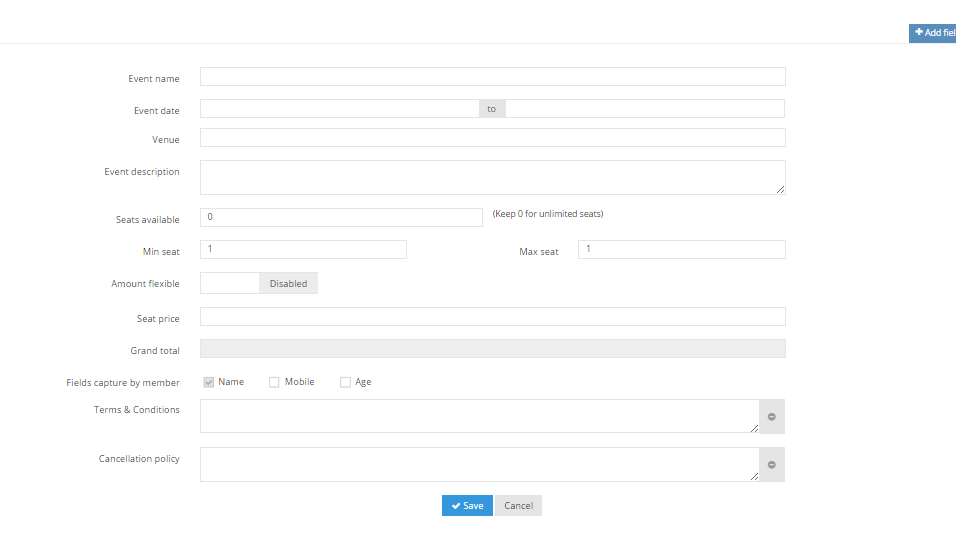 Add fiel
Event name
Event date to
Venue
Event description
Seats available 0 (Keep 0 for unlimited seats)
Min seat 1 Max seat 1
Amount flexible Disabled
Seat price
Grand total
Fields capture by member Name Mobile Age
Terms & Conditions
Cancellation policy
Save Cancel